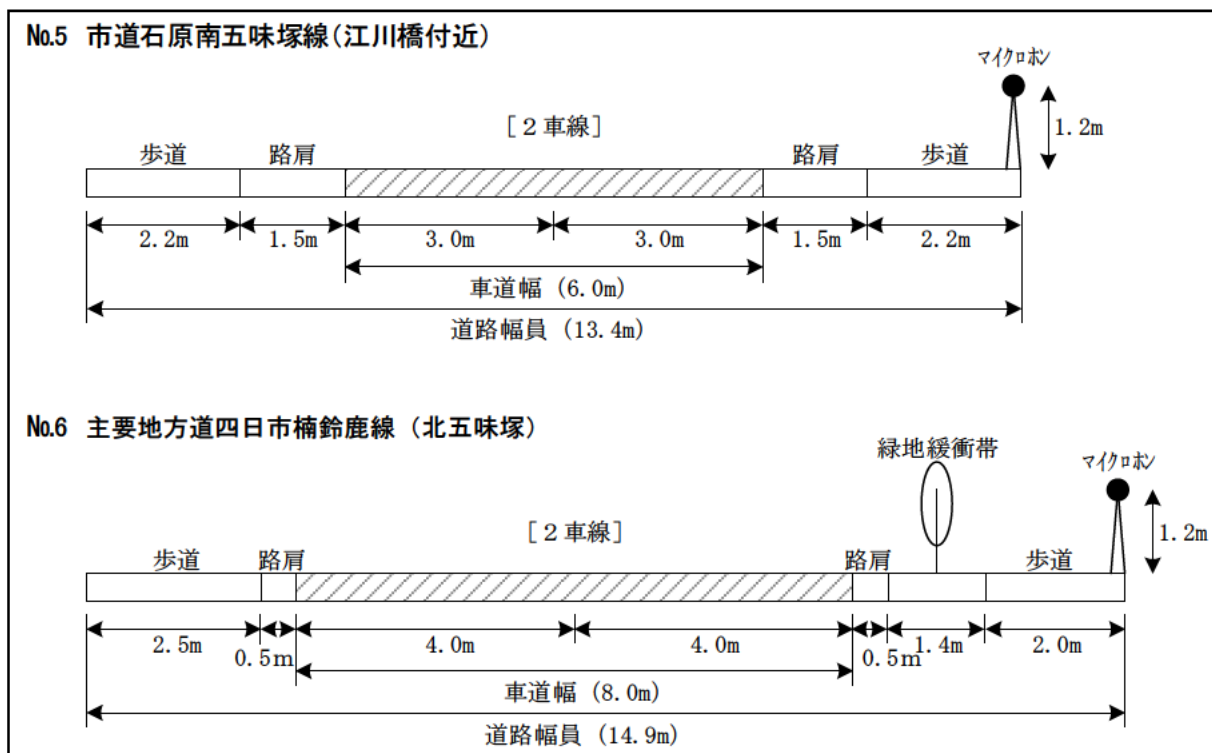 No.5 市道石原南五味塚線(江川橋付近)
マイクロホン
[2車線]
1.2m
歩道 路肩 路肩 歩道
2.2m 1.5m 3.0m 3.0m 1.5m 2.2m
車道幅 (6.0m)
道路幅員 (13.4m)
No.6 主要地方道四日市楠鈴鹿線 (北五味塚)
緑地緩衝帯 マイクロホン
[2車線] 1.2m
歩道 路肩 路肩 歩道
2.5m 0.5m 4.0m 4.0m 0.5m 1.4m 2.0m
車道幅 (8.0m)
道路幅員 (14.9m)